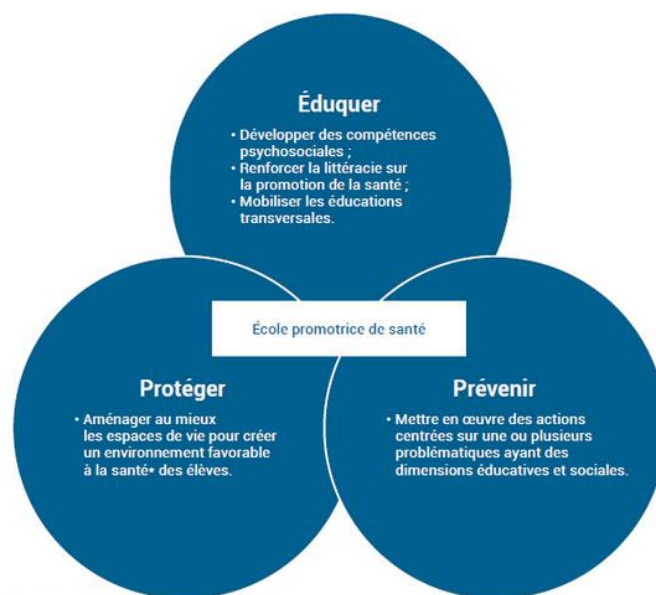 Éduquer
• Développer des compétences
psychosociales ;
• Renforcer la littéracie sur
la promotion de la santé ;
• Mobiliser les éducations
transversales.
École promotrice de santé
Protéger
• Aménager au mieux
les espaces de vie pour créer
un environnement favorable
à la santé* des élèves.
Prévenir
• Mettre en œuvre des actions
centrées sur une ou plusieurs
problématiques ayant des
dimensions éducatives et sociales.